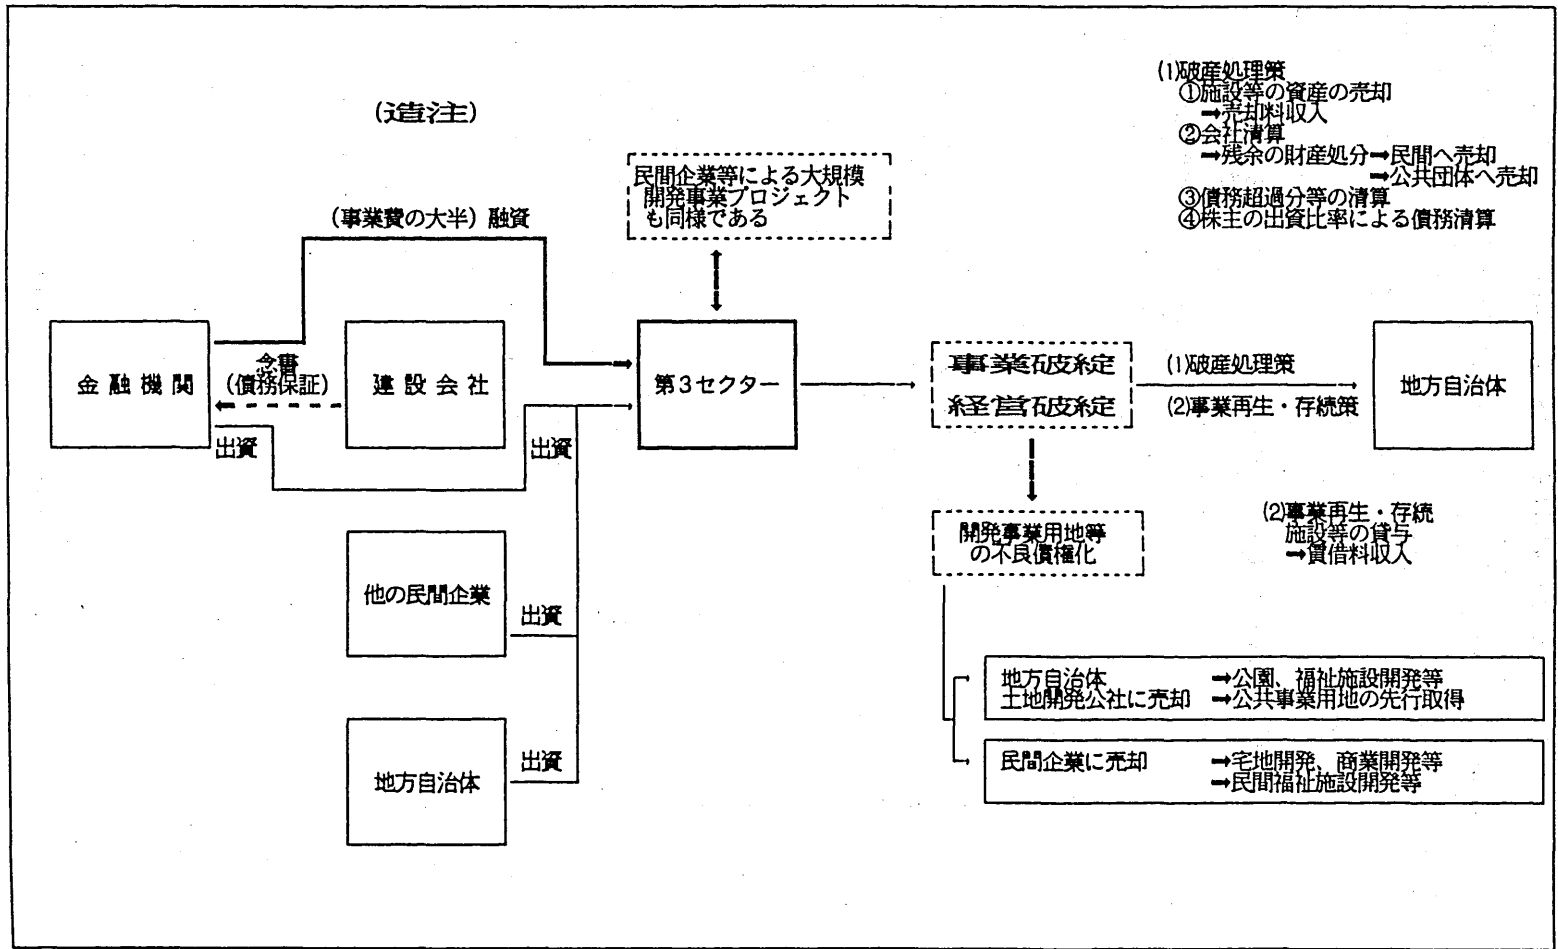 (造注)
(事業費の大半) 融資
民間企業等による大規模
開発事業プロジェクト
も同様である
(1)破産処理策
①施設等の資産の売却
➡売却料収入
②会社清算
➡残余の財産処分➡民間へ売却
➡公共団体へ売却
③債務超過分等の清算
④株主の出資比率による債務清算
金融機関
念書
(債務保証)
建設会社
出資
出資
第3セクター
事業破綻
経営破綻
(1)破産処理策
(2)事業再生・存続策
地方自治体
開発事業用地等
の不良債権化
(2)事業再生・存続
施設等の貸与
➡賃借料収入
他の民間企業
出資
地方自治体
出資
地方自治体 ➡公園、福祉施設開発等
土地開発公社に売却 ➡公共事業用地の先行取得
民間企業に売却 ➡宅地開発、商業開発等
➡民間福祉施設開発等